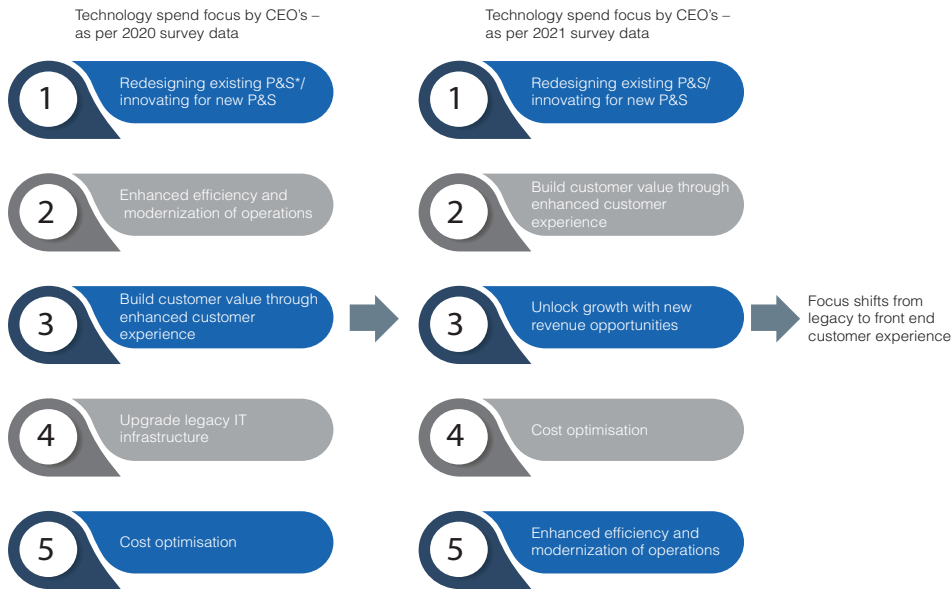 Technology spend focus by CEO's –
as per 2020 survey data
1
Redesigning existing P&S*/
innovating for new P&S
2
Enhanced efficiency and
modernization of operations
3
Build customer value through
enhanced customer
experience
4
Upgrade legacy IT
infrastructure
5
Cost optimisation
Technology spend focus by CEO's –
as per 2021 survey data
1
Redesigning existing P&S/
innovating for new P&S
2
Build customer value through
enhanced customer
experience
3
Unlock growth with new
revenue opportunities
4
Cost optimisation
5
Enhanced efficiency and
modernization of operations
Focus shifts from
legacy to front end
customer experience